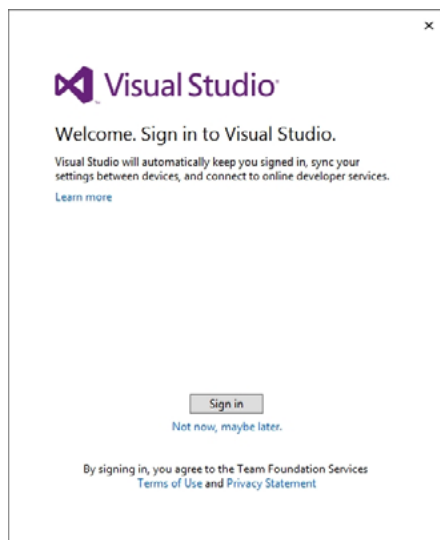 Visual Studio
Welcome. Sign in to Visual Studio.
Visual Studio will automatically keep you signed in, sync your
settings between devices, and connect to online developer services.
Learn more
Sign in
Not now, maybe later.
By signing in, you agree to the Team Foundation Services
Terms of Use and Privacy Statement